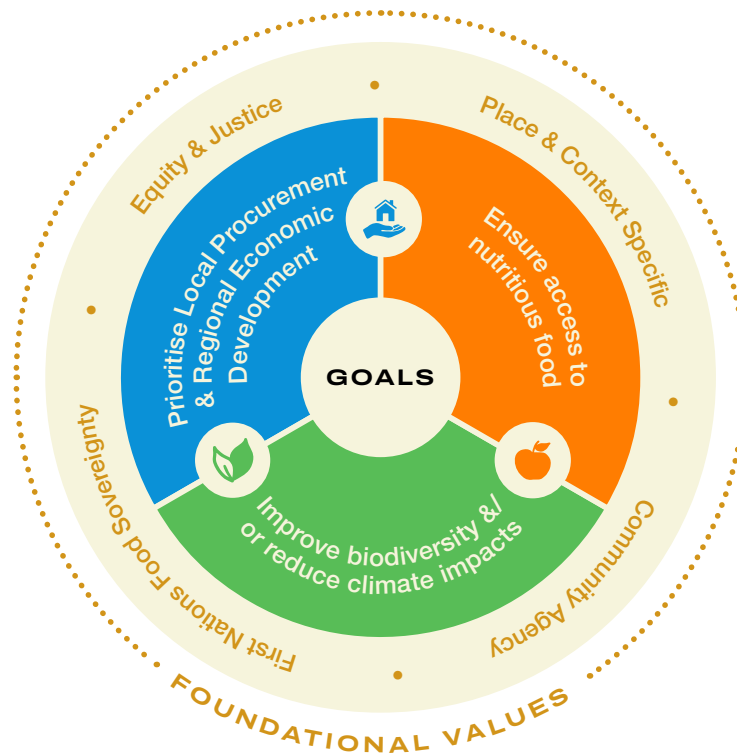 Equity & Justice
Place & Context Specific
Prioritise Local Procurement
& Regional Economic
Development
Ensure access to
nutritious food
GOALS
Improve biodiversity &/
or reduce climate impacts
First Nations Food Sovereignty
Community Agency
FOUNDATIONAL VALUES